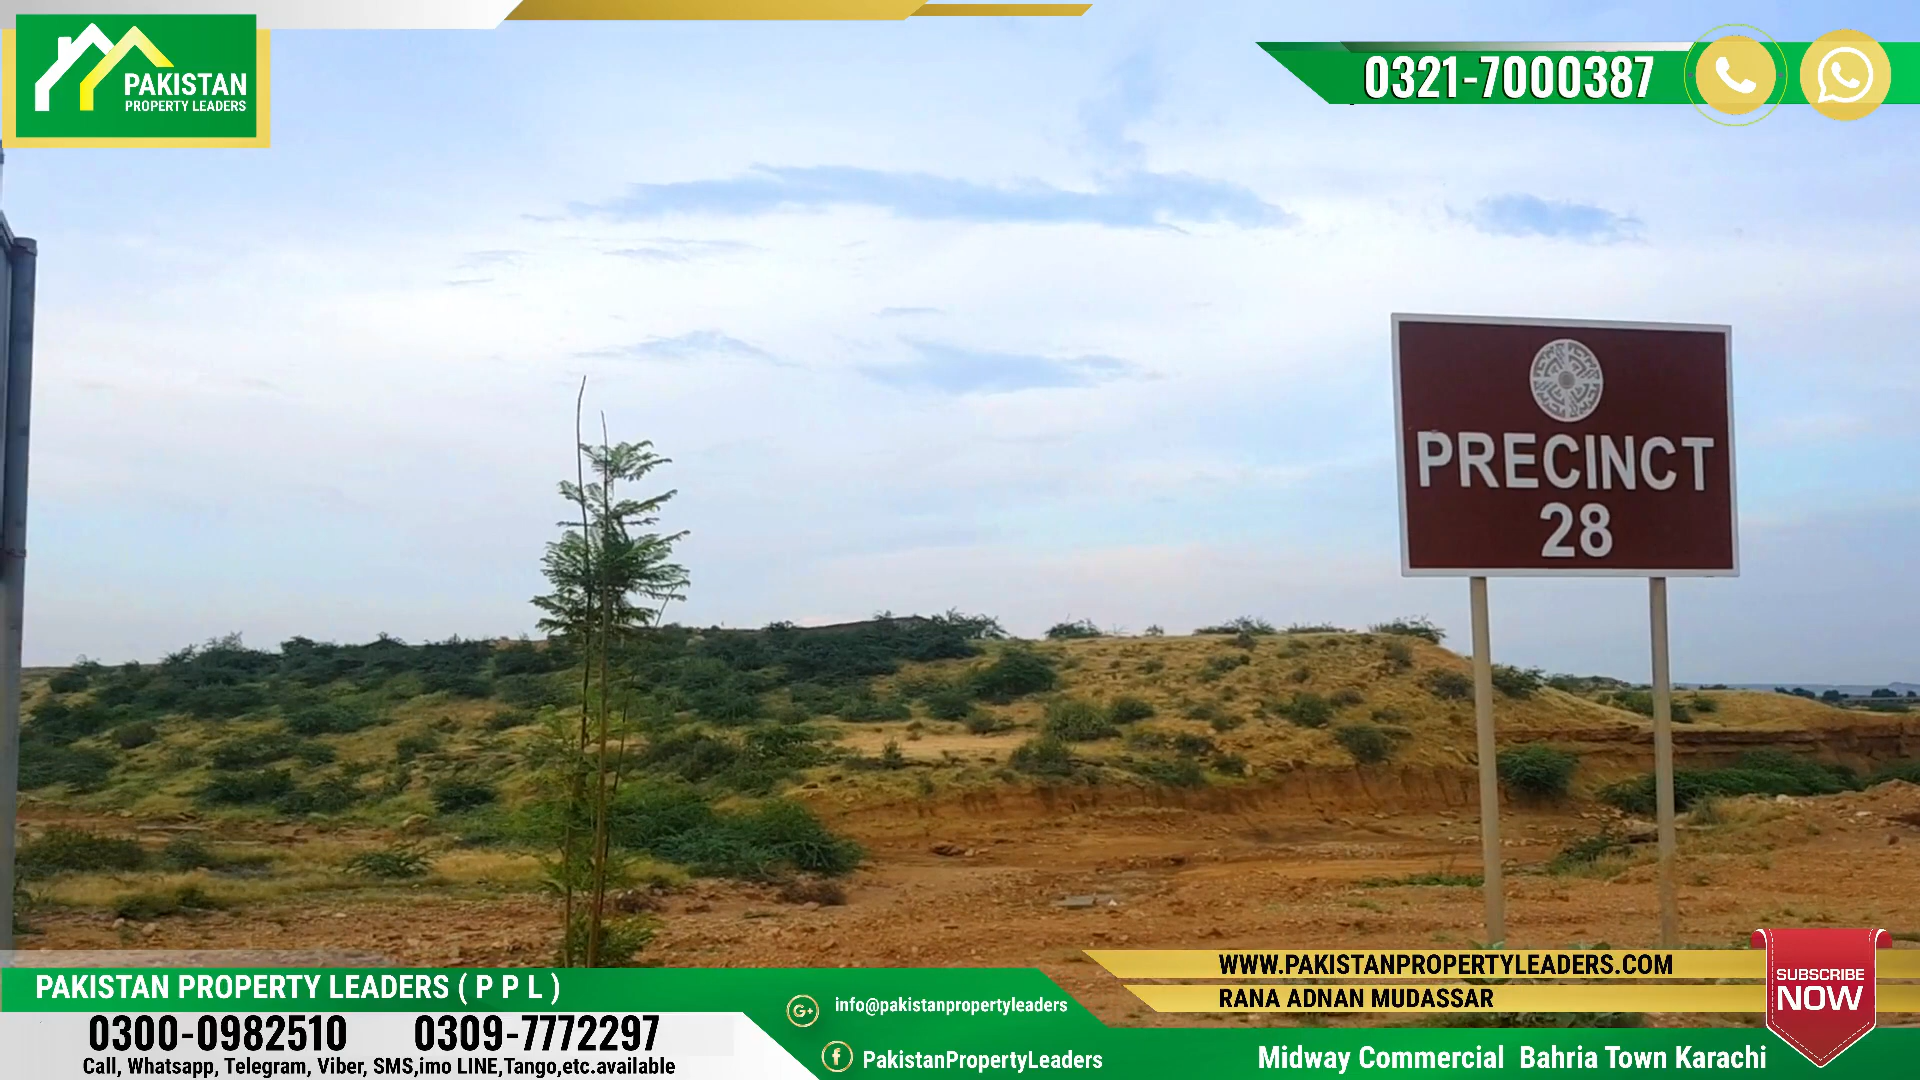 PAKISTAN
PROPERTY LEADERS
0321-7000387
PRECINCT
28
PAKISTAN PROPERTY LEADERS ( P P L )
0300-0982510 0309-7772297
Call, Whatsapp, Telegram, Viber, SMS,imo LINE,Tango,etc.available
G+ info@pakistanpropertyleaders
f PakistanPropertyLeaders
WWW.PAKISTANPROPERTYLEADERS.COM
RANA ADNAN MUDASSAR
SUBSCRIBE
NOW
Midway Commercial Bahria Town Karachi